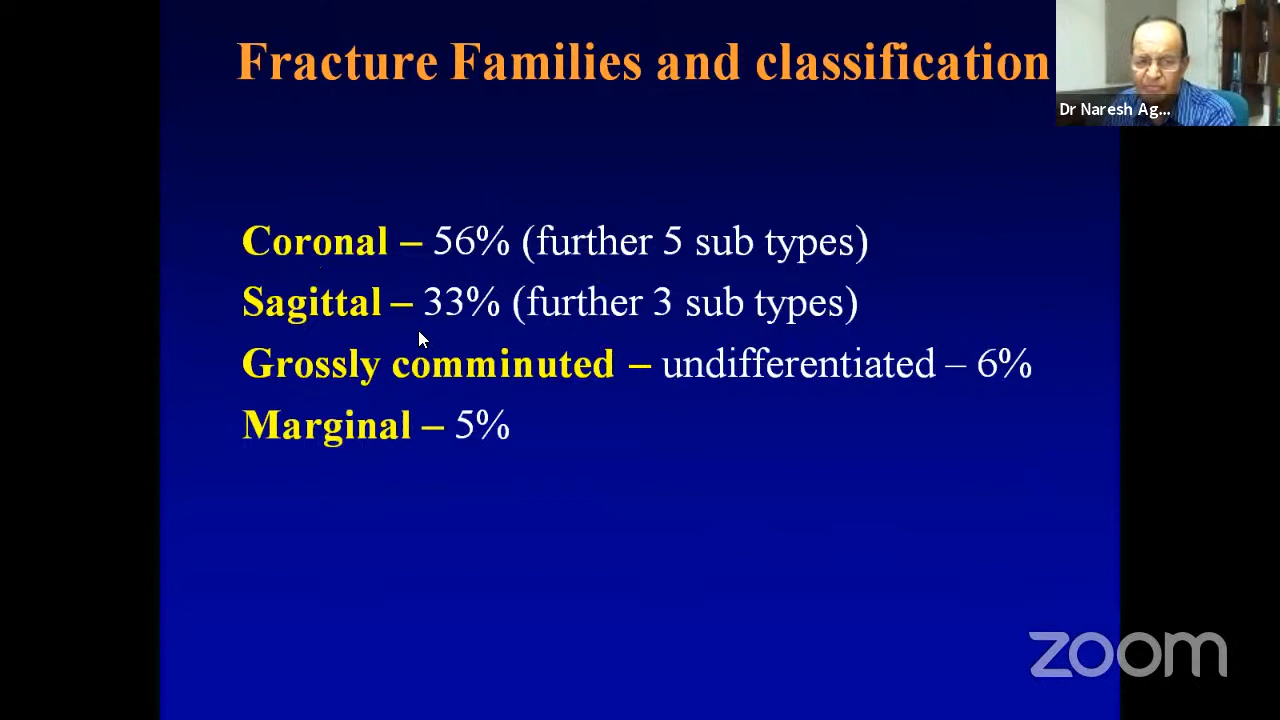 Fracture Families and classification
Dr Naresh Ag...
Coronal – 56% (further 5 sub types)
Sagittal – 33% (further 3 sub types)
Grossly comminuted – undifferentiated – 6%
Marginal – 5%
zoom